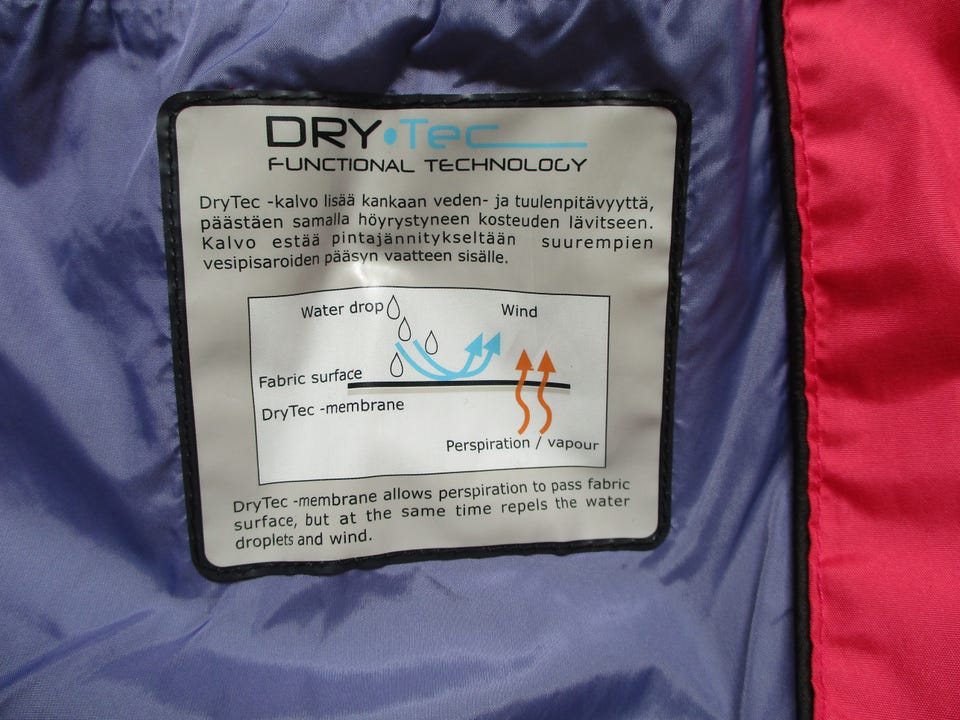 DRY•Tec
FUNCTIONAL TECHNOLOGY
DryTec -kalvo lisää kankaan veden- ja tuulenpitävyyttä,
päästäen samalla höyrystyneen kosteuden lävitseen.
Kalvo estää pintajännitykseltään suurempien
vesipisaroiden pääsyn vaatteen sisälle.
Water drop
Wind
Fabric surface
DryTec -membrane
Perspiration / vapour
DryTec -membrane allows perspiration to pass fabric
surface, but at the same time repels the water
droplets and wind.